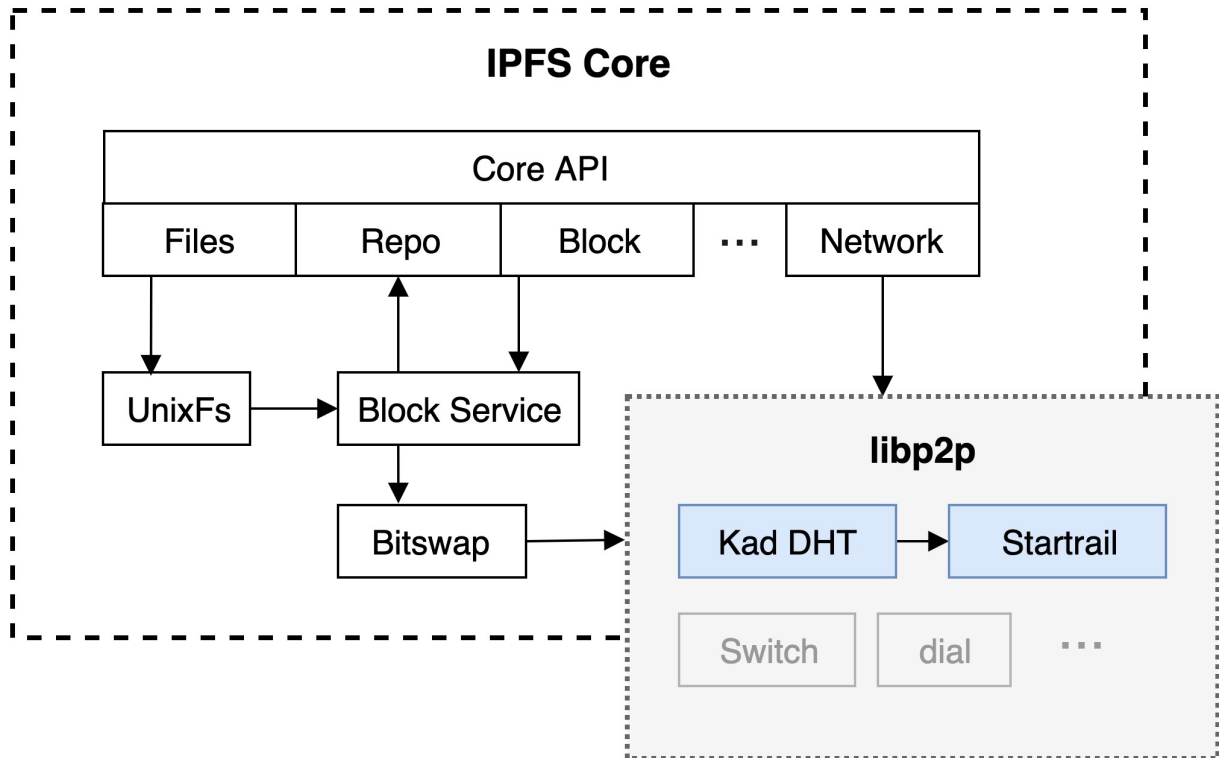 IPFS Core
Core API
Files Repo Block ... Network
UnixFs Block Service
libp2p
Bitswap Kad DHT Startrail
Switch dial ...